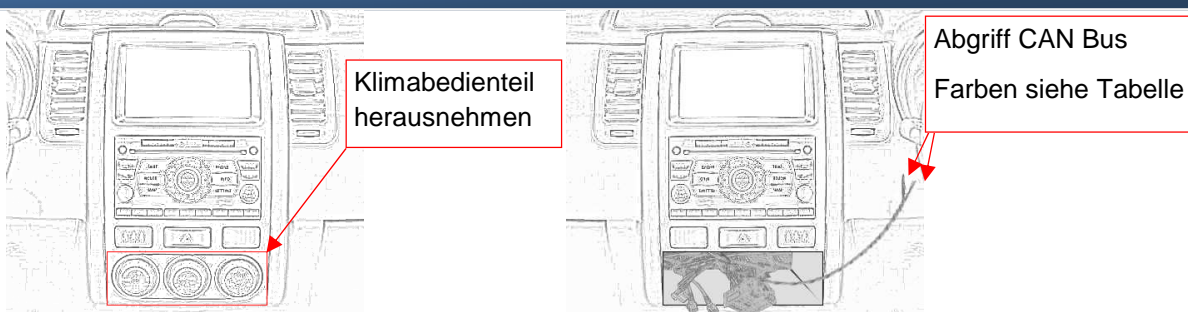 Klimabedienteil
herausnehmen
Abgriff CAN Bus
Farben siehe Tabelle